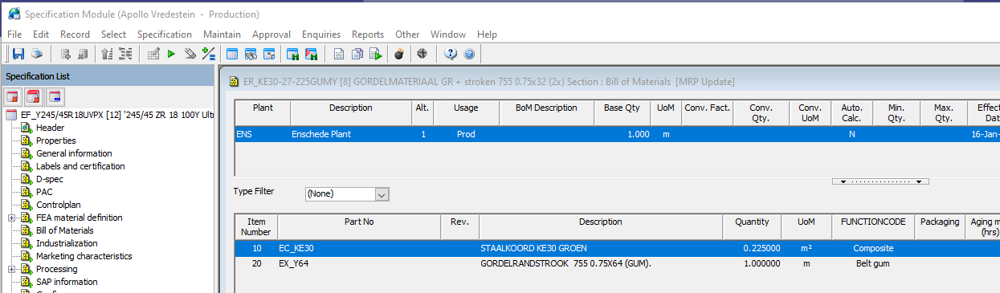 Specification Module (Apollo Vredestein - Production)
File Edit Record Select Specification Maintain Approval Enquiries Reports Other Window Help
Specification List
EF_Y245/45R18UVPX [12] '245/45 ZR 18 100Y Ult
Header
Properties
General information
Labels and certification
D-spec
PAC
Controlplan
FEA material definition
Bill of Materials
Industrialization
Marketing characteristics
Processing
SAP information
ER_KE30-27-225GUMY [8] GORDELMATERIAAL GR + stroken 755 0.75x32 (2x) Section : Bill of Materials [MRP Update]
Plant Description Alt. Usage BoM Description Base Qty UoM Conv. Fact. Conv. Qty. Conv. UoM Auto. Calc. Min. Qty. Max. Qty. Effect Dat
ENS Enschede Plant 1 Prod 1.000 m N 16-Jan-
Type Filter (None)
Item Number Part No Rev. Description Quantity UoM FUNCTIONCODE Packaging Aging m (hrs)
10 EC_KE30 STAALKOORD KE30 GROEN 0.225000 m² Composite
20 EX_Y64 GORDELRANDSTROOK 755 0.75X64 (GUM). 1.000000 m Belt gum